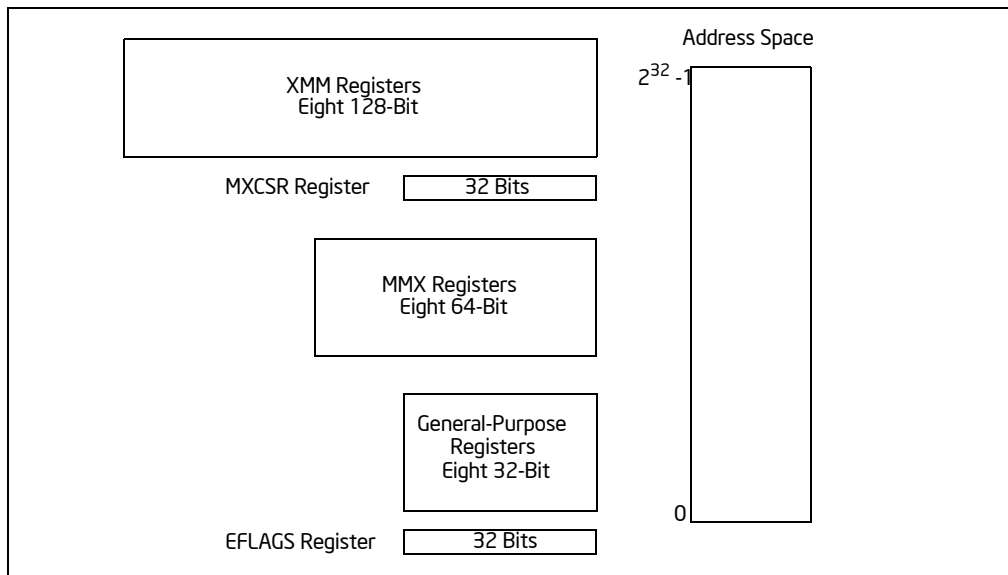 Address Space
2^32 -1
XMM Registers
Eight 128-Bit
MXCSR Register
32 Bits
MMX Registers
Eight 64-Bit
General-Purpose
Registers
Eight 32-Bit
0
EFLAGS Register
32 Bits